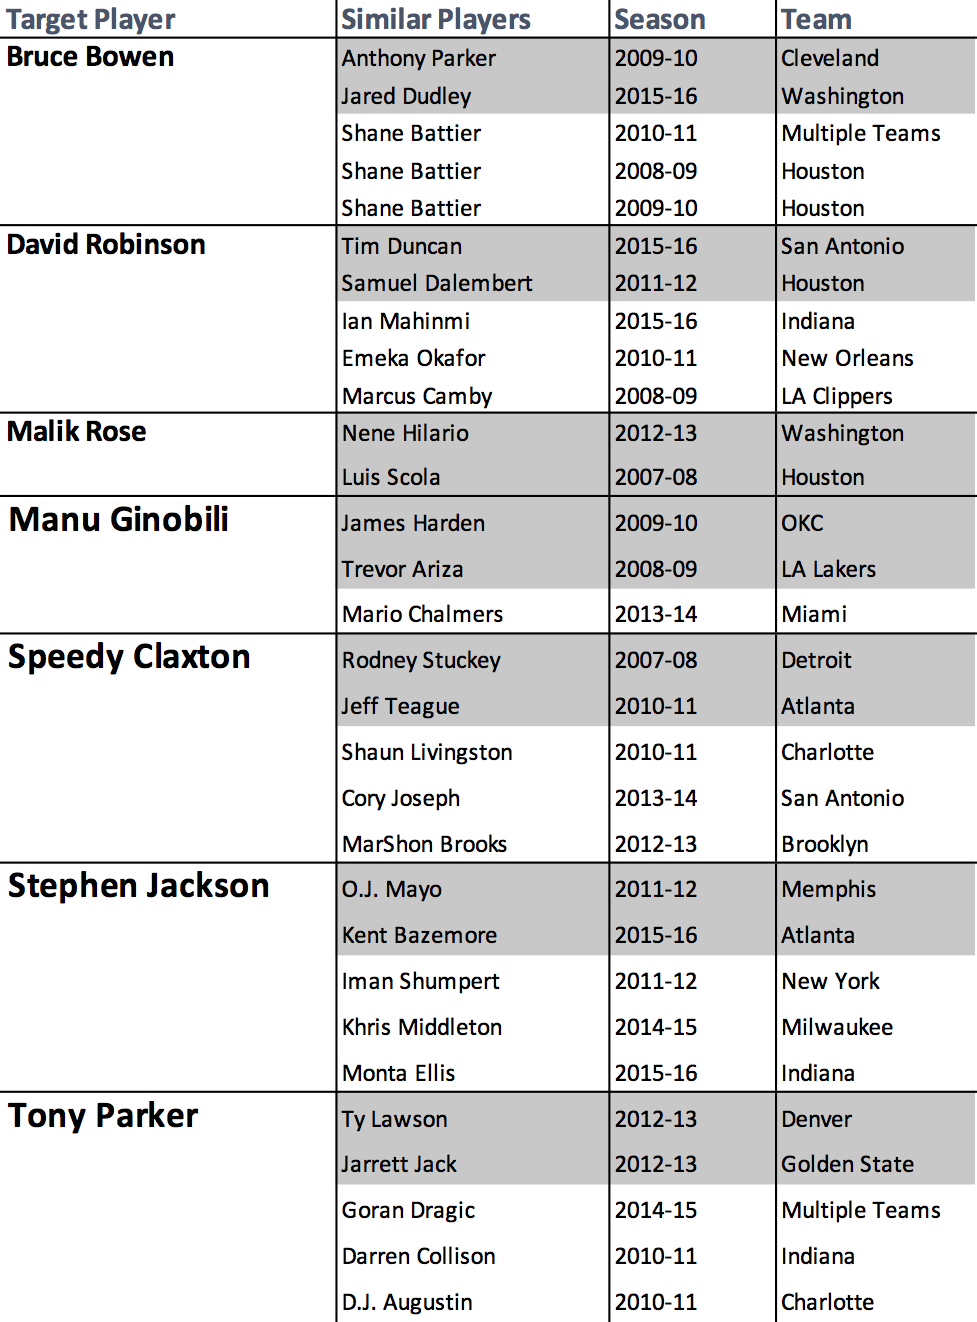 Target Player Similar Players Season Team
Bruce Bowen Anthony Parker 2009-10 Cleveland
Jared Dudley 2015-16 Washington
Shane Battier 2010-11 Multiple Teams
Shane Battier 2008-09 Houston
Shane Battier 2009-10 Houston
David Robinson Tim Duncan 2015-16 San Antonio
Samuel Dalembert 2011-12 Houston
Ian Mahinmi 2015-16 Indiana
Emeka Okafor 2010-11 New Orleans
Marcus Camby 2008-09 LA Clippers
Malik Rose Nene Hilario 2012-13 Washington
Luis Scola 2007-08 Houston
Manu Ginobili James Harden 2009-10 OKC
Trevor Ariza 2008-09 LA Lakers
Mario Chalmers 2013-14 Miami
Speedy Claxton Rodney Stuckey 2007-08 Detroit
Jeff Teague 2010-11 Atlanta
Shaun Livingston 2010-11 Charlotte
Cory Joseph 2013-14 San Antonio
MarShon Brooks 2012-13 Brooklyn
Stephen Jackson O.J. Mayo 2011-12 Memphis
Kent Bazemore 2015-16 Atlanta
Iman Shumpert 2011-12 New York
Khris Middleton 2014-15 Milwaukee
Monta Ellis 2015-16 Indiana
Tony Parker Ty Lawson 2012-13 Denver
Jarrett Jack 2012-13 Golden State
Goran Dragic 2014-15 Multiple Teams
Darren Collison 2010-11 Indiana
D.J. Augustin 2010-11 Charlotte